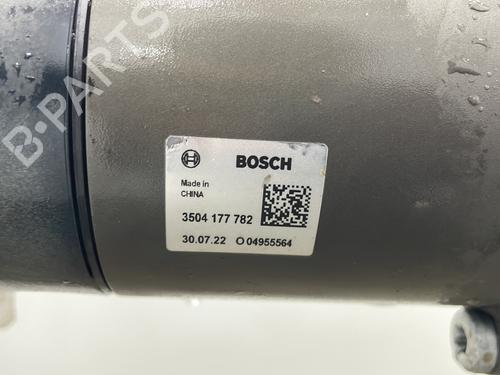 B-PARTS
BOSCH
Made in
CHINA
3504 177 782
30.07.22 O 04955564